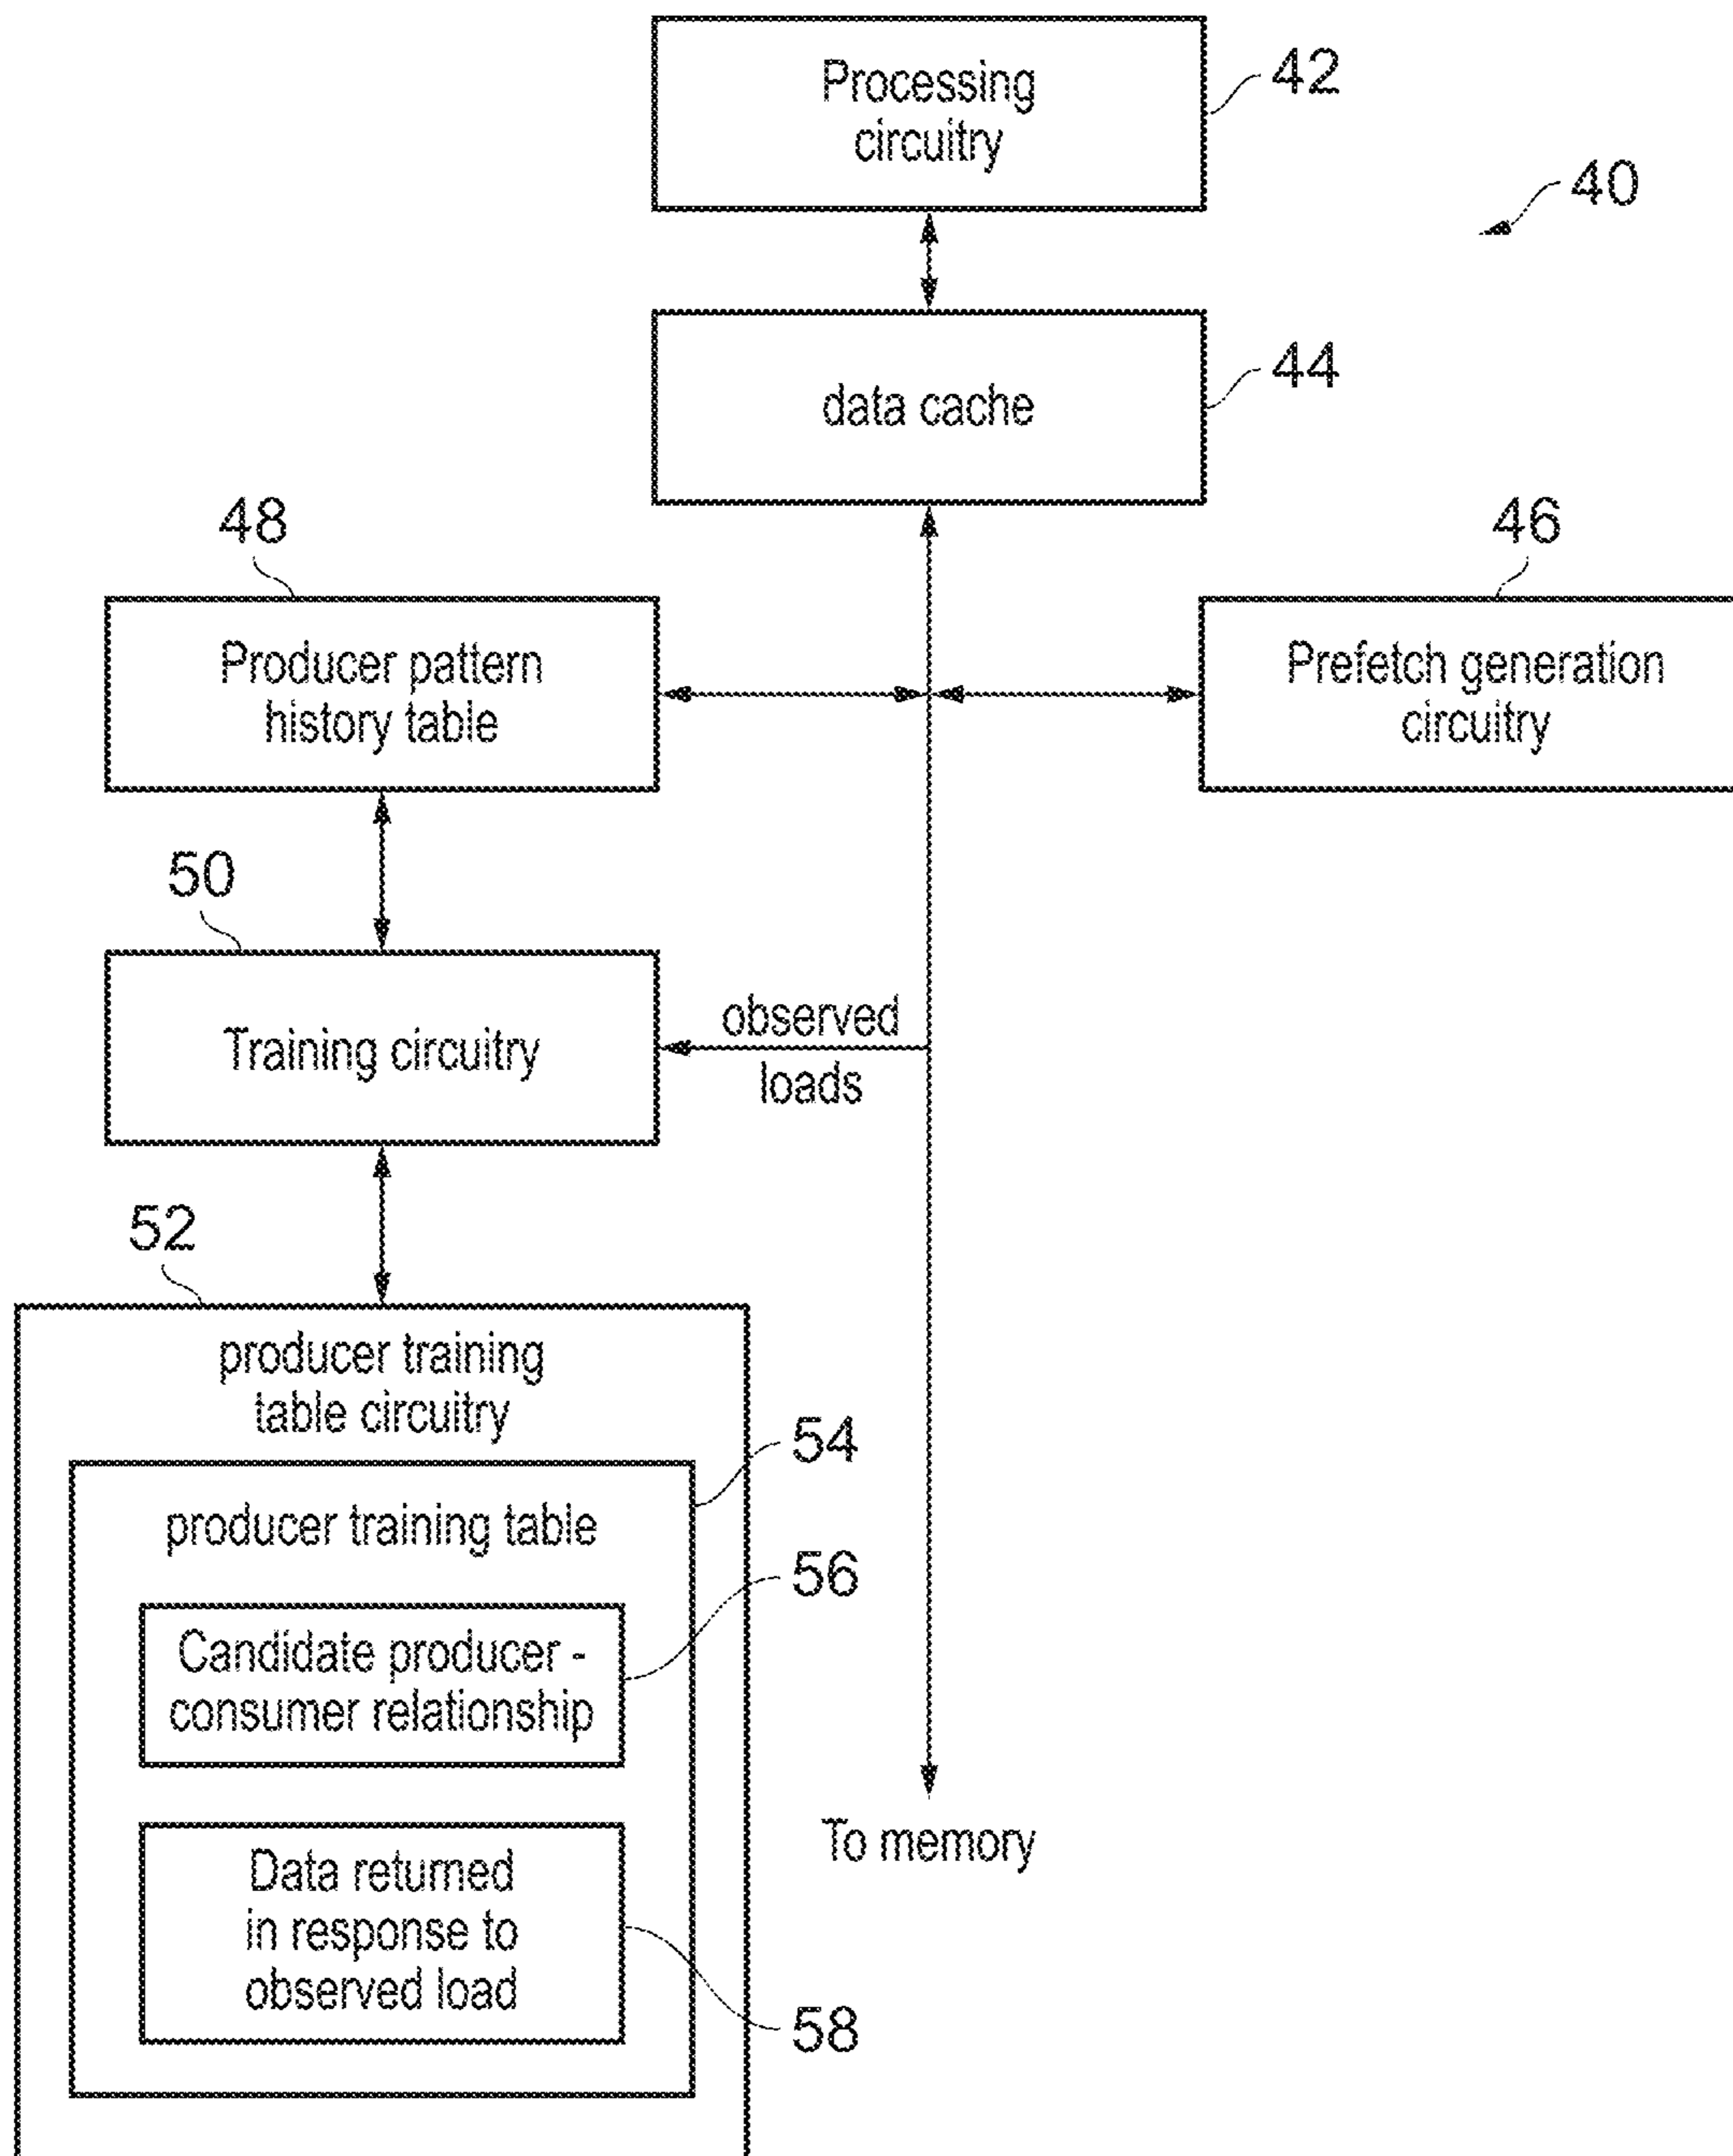 Processing
circuitry
42
40
data cache
44
48
46
Producer pattern
history table
Prefetch generation
circuitry
50
Training circuitry
observed
loads
52
producer training
table circuitry
54
producer training table
56
Candidate producer -
consumer relationship
To memory
Data returned
in response to
observed load
58